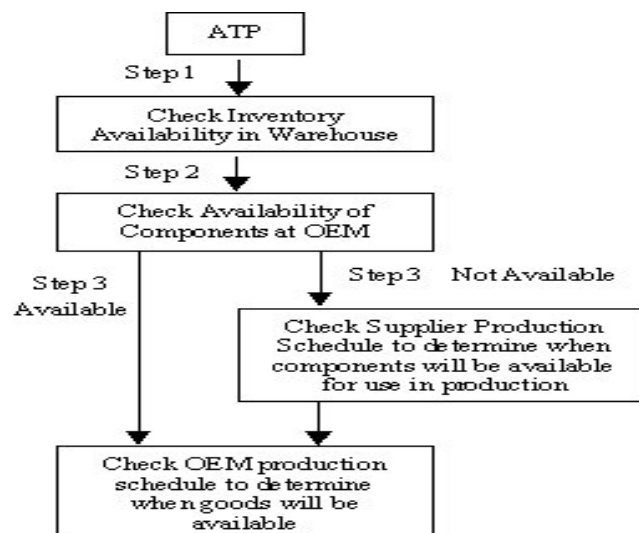 ATP
Step 1
Check Inventory
Availability in Warehouse
Step 2
Check Availability of
Components at OEM
Step 3
Available
Step 3 Not Available
Check Supplier Production
Schedule to determine when
components will be available
for use in production
Check OEM production
schedule to determine
when goods will be
available